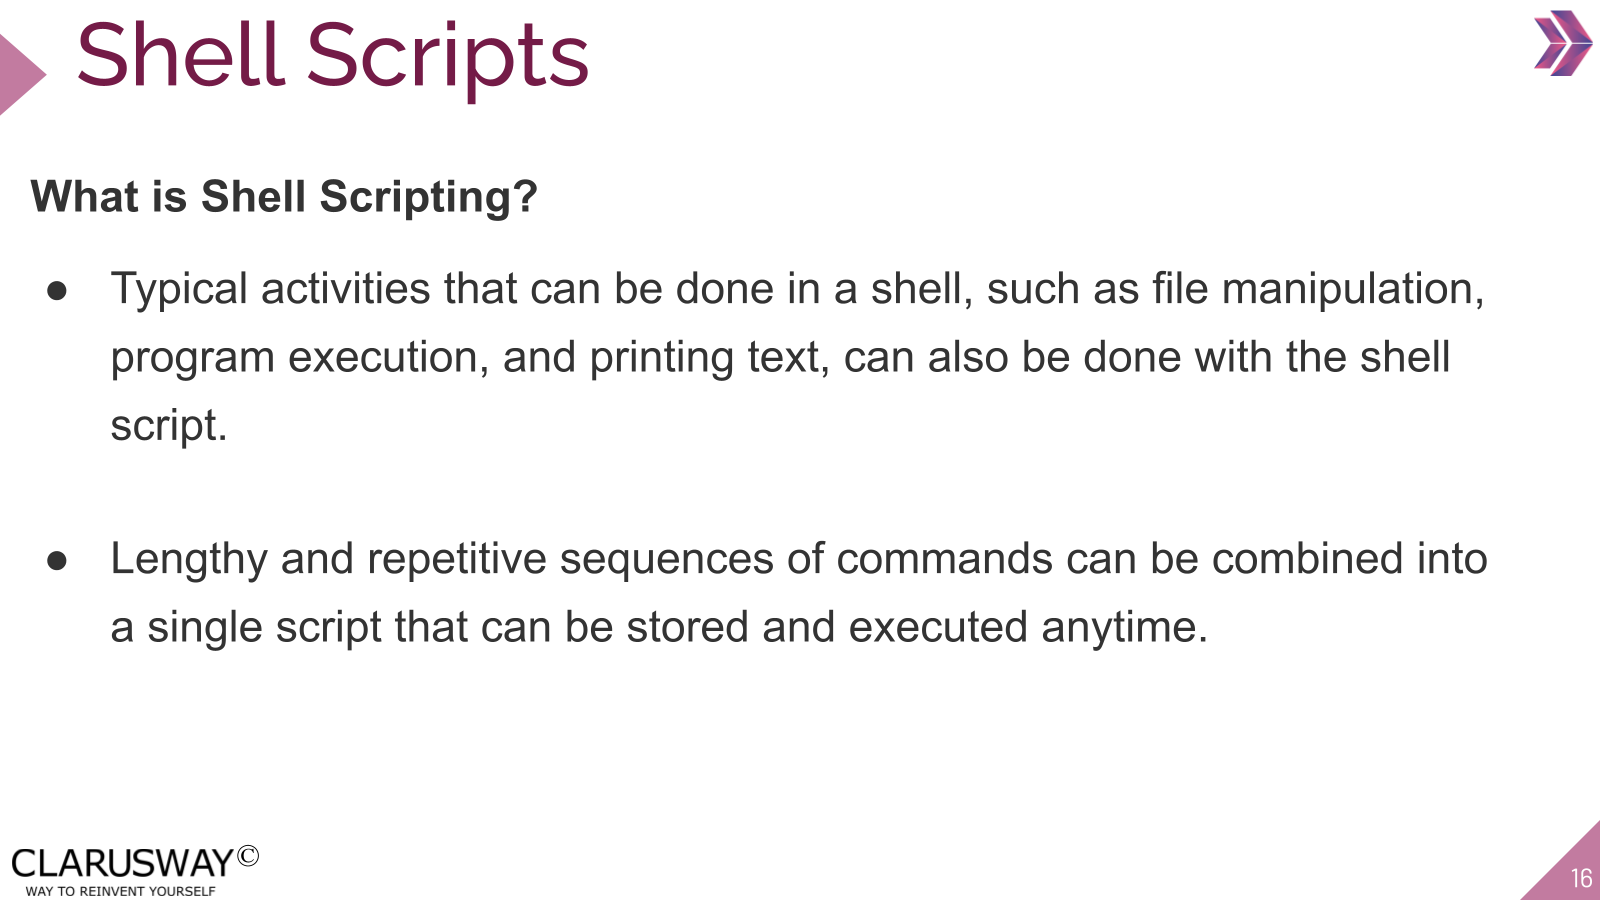 Shell Scripts
What is Shell Scripting?
● Typical activities that can be done in a shell, such as file manipulation,
program execution, and printing text, can also be done with the shell
script.
● Lengthy and repetitive sequences of commands can be combined into
a single script that can be stored and executed anytime.
CLARUSWAY©
WAY TO REINVENT YOURSELF
16